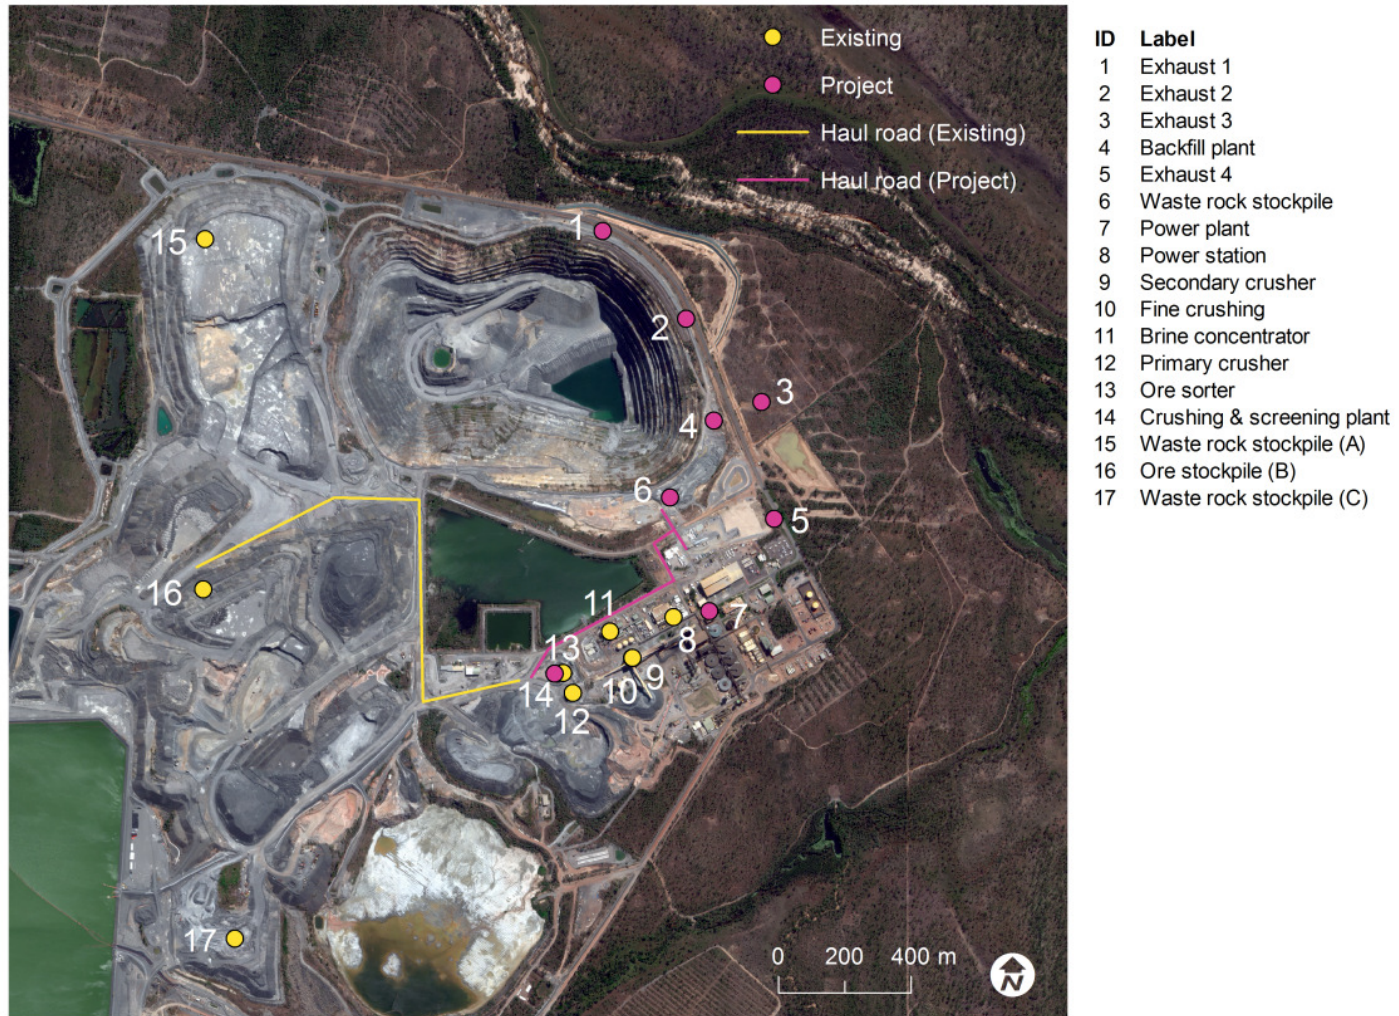 Existing
Project
Haul road (Existing)
Haul road (Project)
ID Label
1 Exhaust 1
2 Exhaust 2
3 Exhaust 3
4 Backfill plant
5 Exhaust 4
6 Waste rock stockpile
7 Power plant
8 Power station
9 Secondary crusher
10 Fine crushing
11 Brine concentrator
12 Primary crusher
13 Ore sorter
14 Crushing & screening plant
15 Waste rock stockpile (A)
16 Ore stockpile (B)
17 Waste rock stockpile (C)
1
15
2
3
4
6
5
16
11
7
8
13
9
14
10
12
17
0 200 400 m
N